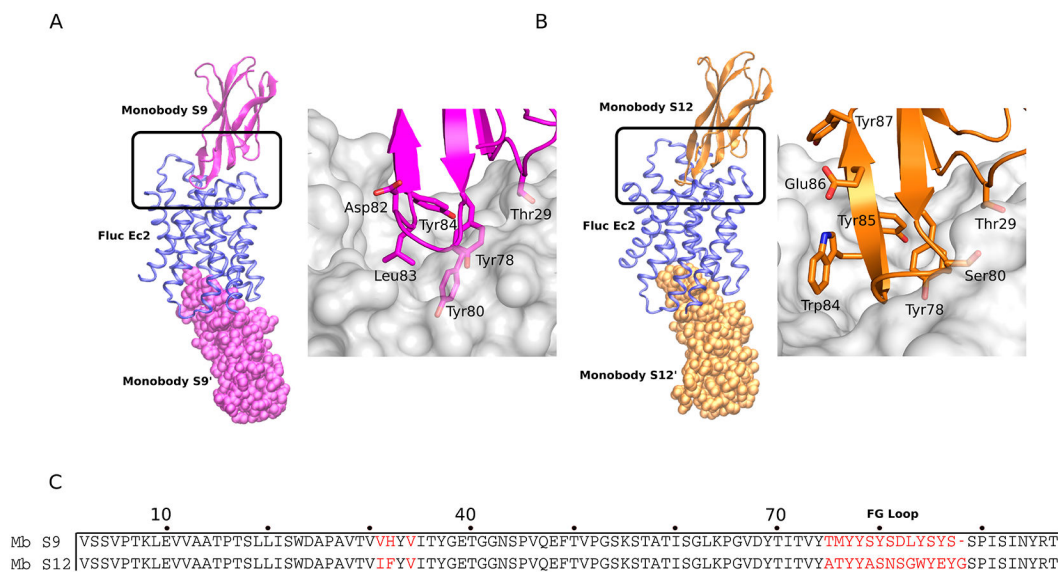 A
B
Monobody S9
Monobody S12
Tyr87
Glu86
Asp82
Tyr84
Thr29
Tyr85
Thr29
Fluc Ec2
Fluc Ec2
Leu83
Tyr78
Ser80
Tyr80
Trp84
Tyr78
Monobody S9'
Monobody S12'
C
10 40 70 FG Loop
Mb S9 VSSVPTKLEVVAATPTSLLISWDAPAVTVVHYVITYGETGGNSPVQEFTVPGSKSTATISGLKPGVDYTITVYTMYYSYSDLYSYS-SPISINYRT
Mb S12 VSSVPTKLEVVAATPTSLLISWDAPAVTVIFYVITYGETGGNSPVQEFTVPGSKSTATISGLKPGVDYTITVYATYYASNSGWYEYGSPISINYRT